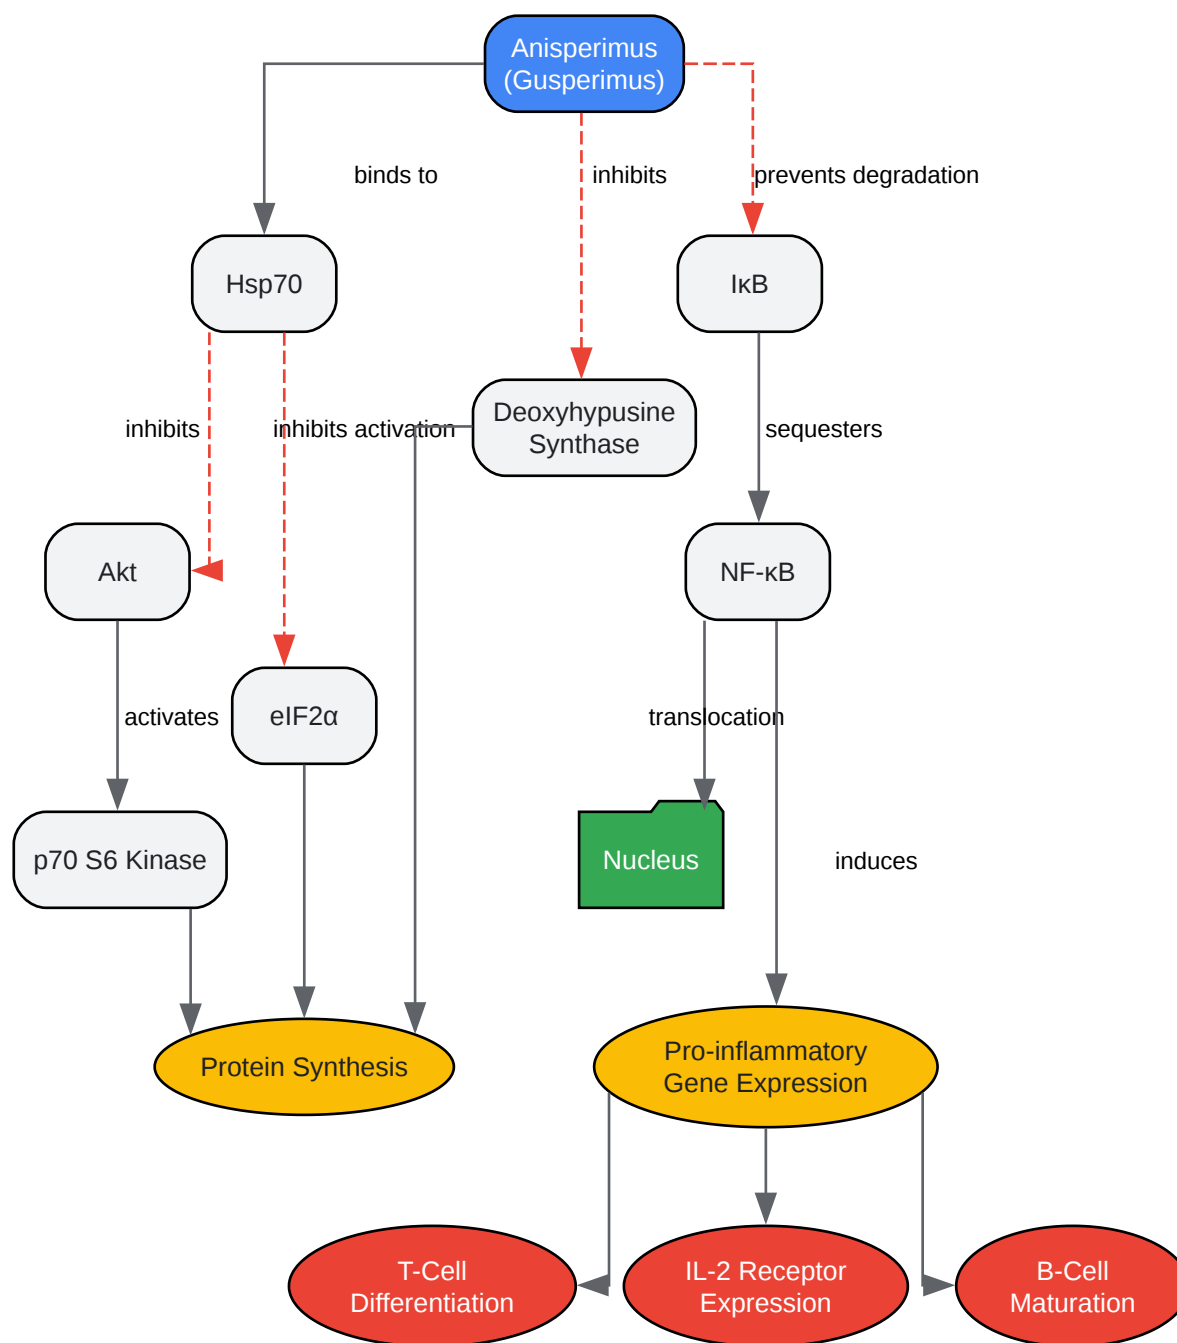 Anisperimus
(Gusperimus)
binds to
inhibits
prevents degradation
Hsp70
IκB
Deoxyhypusine
Synthase
inhibits
inhibits activation
sequesters
Akt
NF-κB
eIF2α
activates
translocation
p70 S6 Kinase
Nucleus
induces
Protein Synthesis
Pro-inflammatory
Gene Expression
T-Cell
Differentiation
IL-2 Receptor
Expression
B-Cell
Maturation